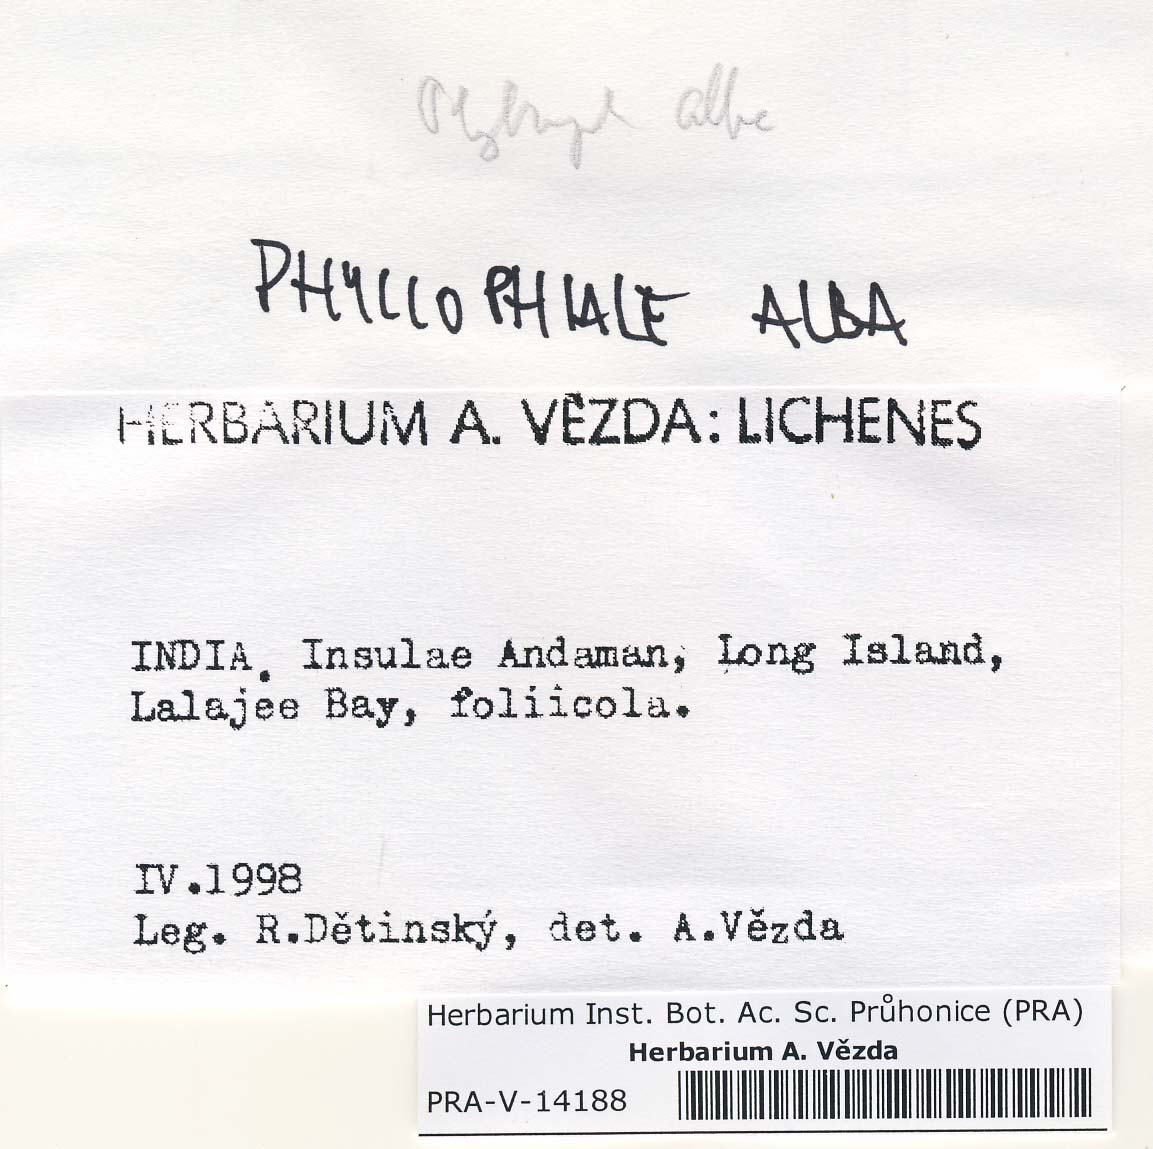 alba
PHYLLOPHIALE ALBA
HERBARIUM A. VĚZDA: LICHENES
INDIA. Insulae Andaman, Long Island,
Lalajee Bay, foliicola.
IV.1998
Leg. R.Dětinský, det. A.Vězda
Herbarium Inst. Bot. Ac. Sc. Průhonice (PRA)
Herbarium A. Vězda
PRA-V-14188